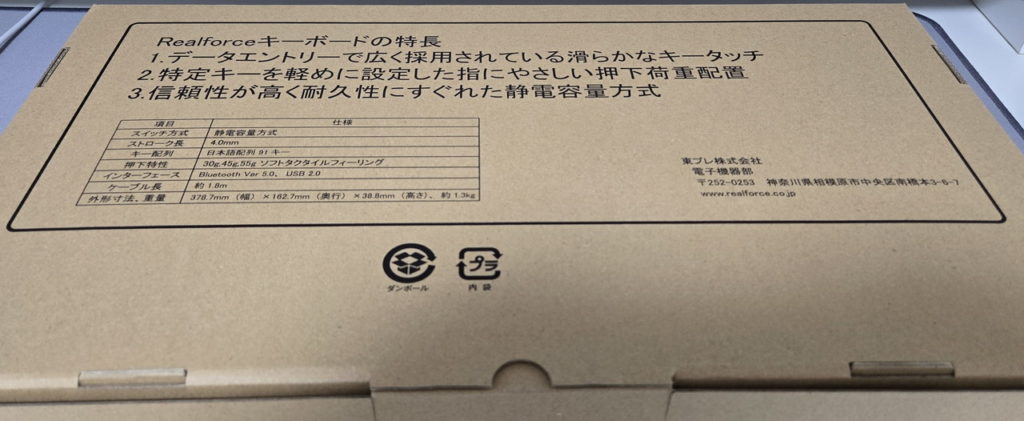 Realforceキーボードの特長
1.データエントリーで広く採用されている滑らかなキータッチ
2.特定キーを軽めに設定した指にやさしい押下荷重配置
3.信頼性が高く耐久性にすぐれた静電容量方式
項目 仕様
スイッチ方式 静電容量方式
ストローク長 4.0mm
キー配列 日本語配列 91キー
押下特性 30g,45g,55g ソフトタクタイルフィーリング
インターフェース Bluetooth Ver 5.0、USB 2.0
ケーブル長 約1.8m
外形寸法、重量 378.7mm（幅）×162.7mm（奥行）×38.8mm（高さ）、約1.3kg
東プレ株式会社
電子機器部
〒252-0253 神奈川県相模原市中央区南橋本3-6-7
www.realforce.co.jp
プラ
ダンボール 内袋